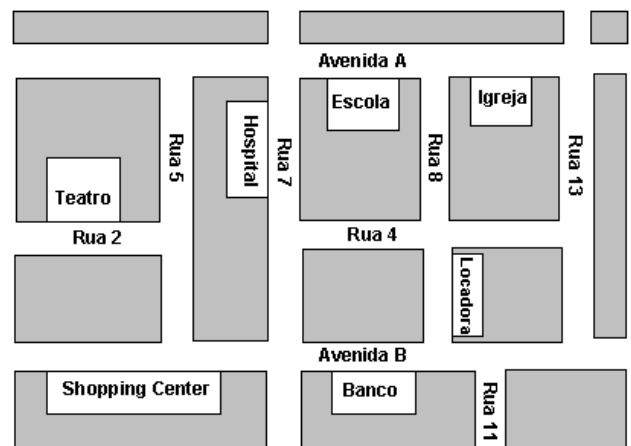 Avenida A
Escola
Igreja
Hospital
Rua 5
Rua 7
Rua 8
Rua 13
Teatro
Rua 2
Rua 4
Locadora
Avenida B
Shopping Center
Banco
Rua 11